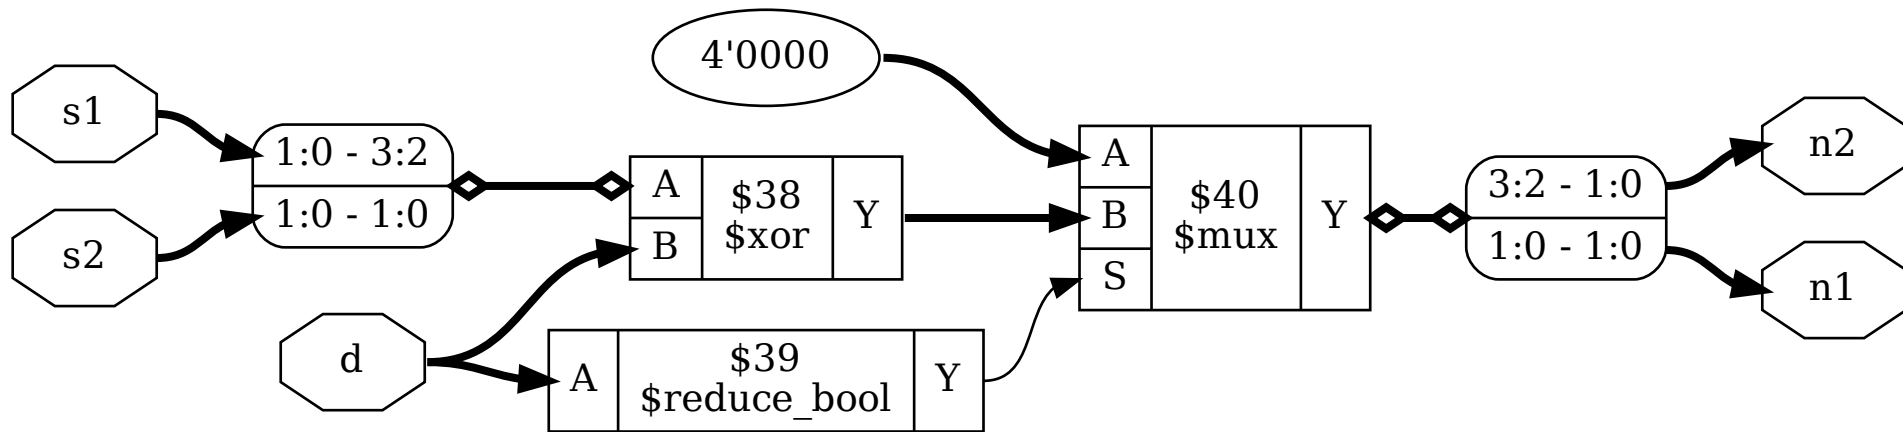 s1
s2
1:0 - 3:2
1:0 - 1:0
d
4'0000
A
B
$38
$xor
Y
A
$39
$reduce_bool
Y
A
B
S
$40
$mux
Y
3:2 - 1:0
1:0 - 1:0
n2
n1